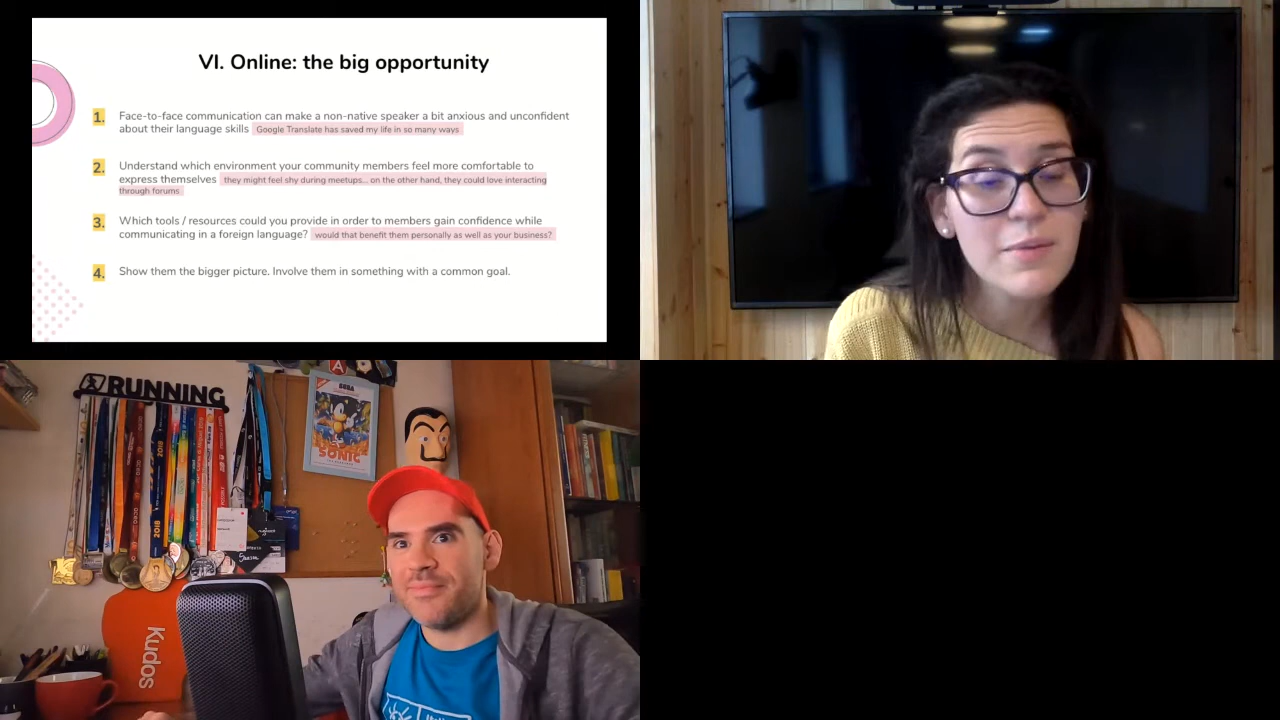 VI. Online: the big opportunity
1. Face-to-face communication can make a non-native speaker a bit anxious and unconfident
about their language skills Google Translate has saved my life in so many ways
2. Understand which environment your community members feel more comfortable to
express themselves they might feel shy during meetups... on the other hand, they could love interacting
through forums
3. Which tools / resources could you provide in order to members gain confidence while
communicating in a foreign language? would that benefit them personally as well as your business?
4. Show them the bigger picture. Involve them in something with a common goal.
RUNNING
SEGA
SONIC
2018
2018
Kudos